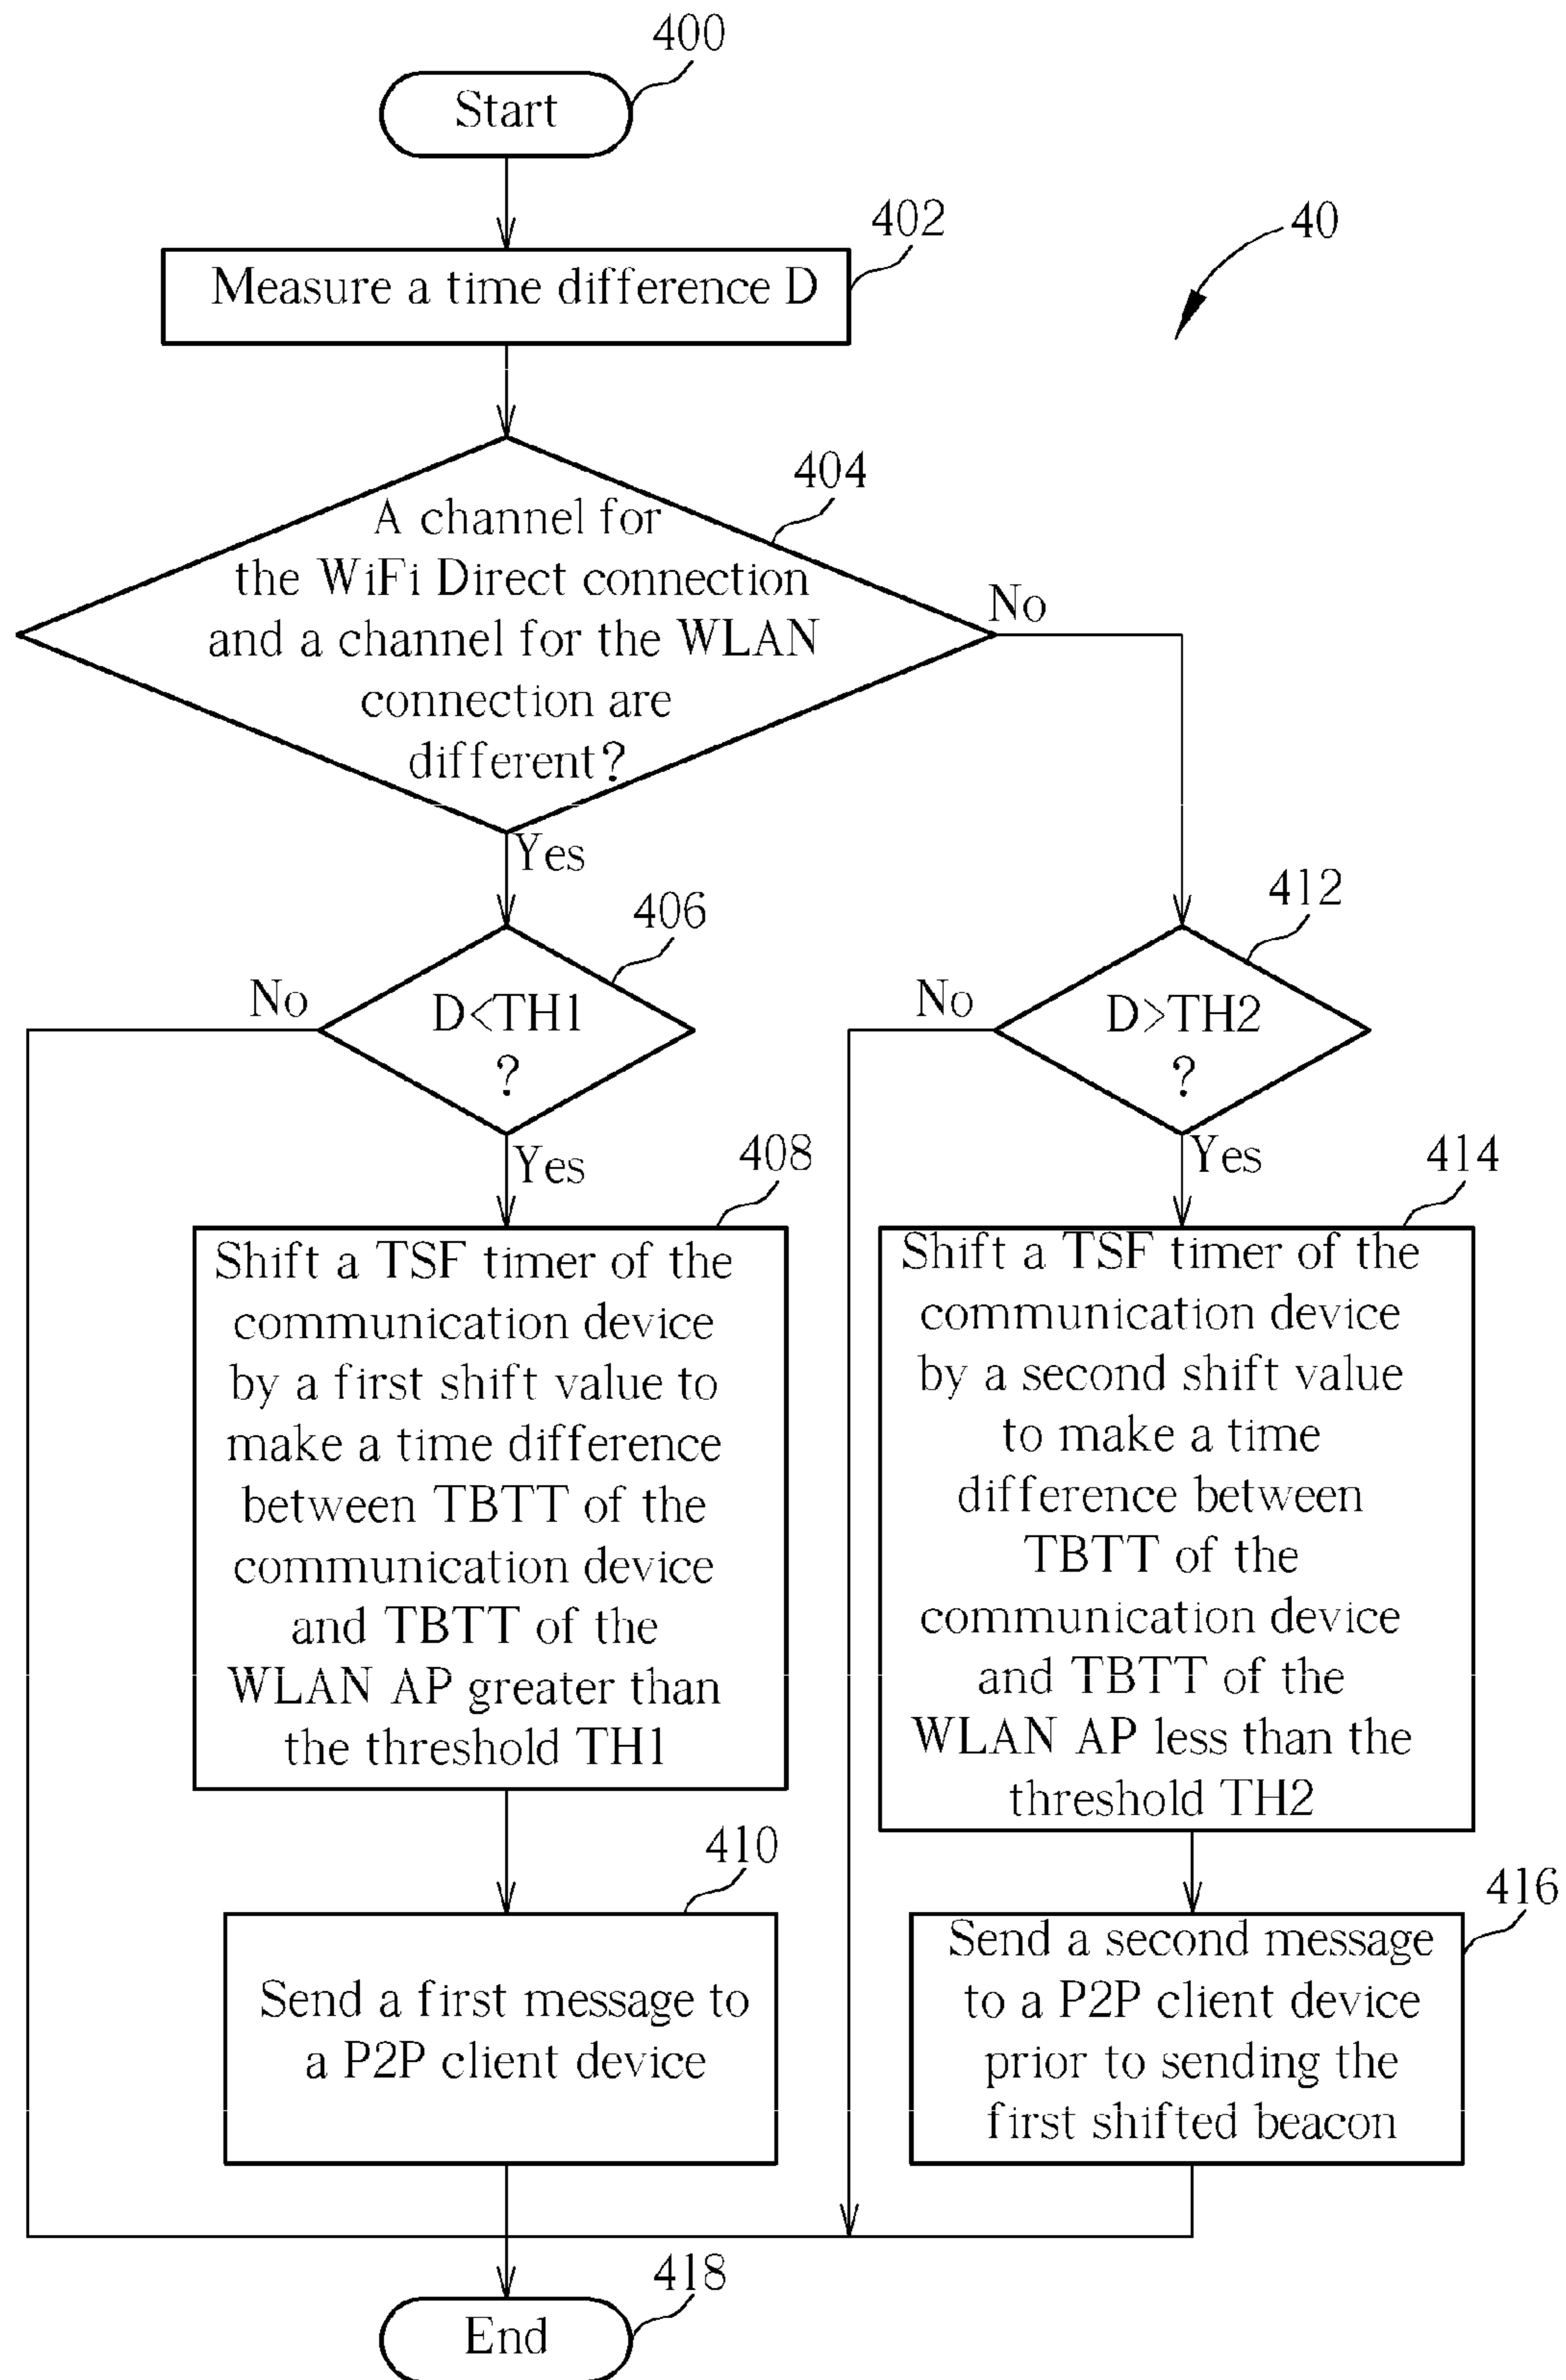 400
Start
402
40
Measure a time difference D
404
A channel for
the WiFi Direct connection
and a channel for the WLAN
connection are
different?
No
Yes
406
412
No
D<TH1
?
No
D>TH2
?
Yes
408
Yes
414
Shift a TSF timer of the
communication device
by a first shift value to
make a time difference
between TBTT of the
communication device
and TBTT of the
WLAN AP greater than
the threshold TH1
Shift a TSF timer of the
communication device
by a second shift value
to make a time
difference between
TBTT of the
communication device
and TBTT of the
WLAN AP less than the
threshold TH2
410
416
Send a first message to
a P2P client device
Send a second message
to a P2P client device
prior to sending the
first shifted beacon
418
End